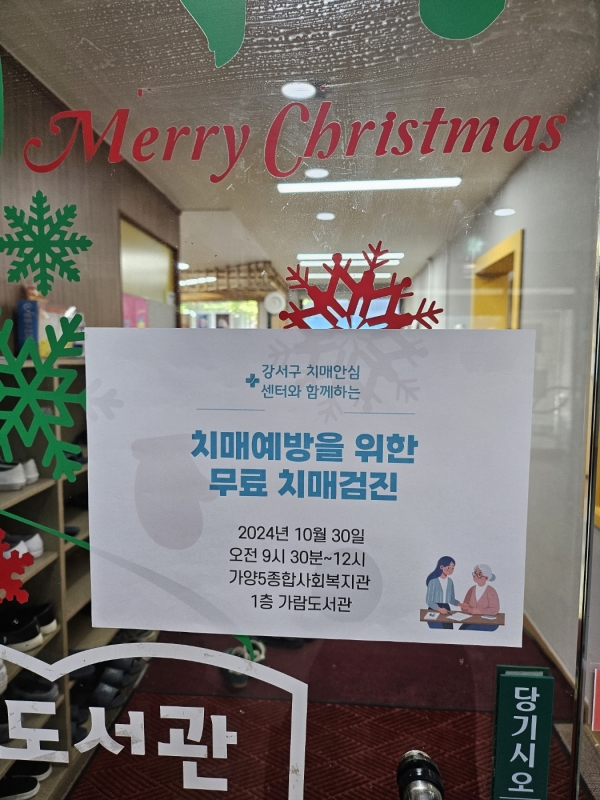 Merry Christmas
강서구 치매안심
센터와 함께하는
치매예방을 위한
무료 치매검진
2024년 10월 30일
오전 9시 30분~12시
가양5종합사회복지관
1층 가람도서관
도서관
당기시오